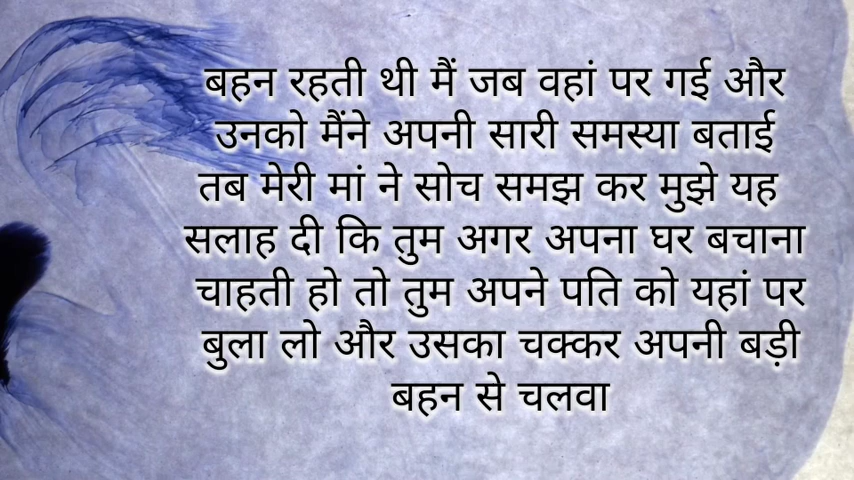 बहन रहती थी मैं जब वहां पर गई और
उनको मैंने अपनी सारी समस्या बताई
तब मेरी मां ने सोच समझ कर मुझे यह
सलाह दी कि तुम अगर अपना घर बचाना
चाहती हो तो तुम अपने पति को यहां पर
बुला लो और उसका चक्कर अपनी बड़ी
बहन से चलवा